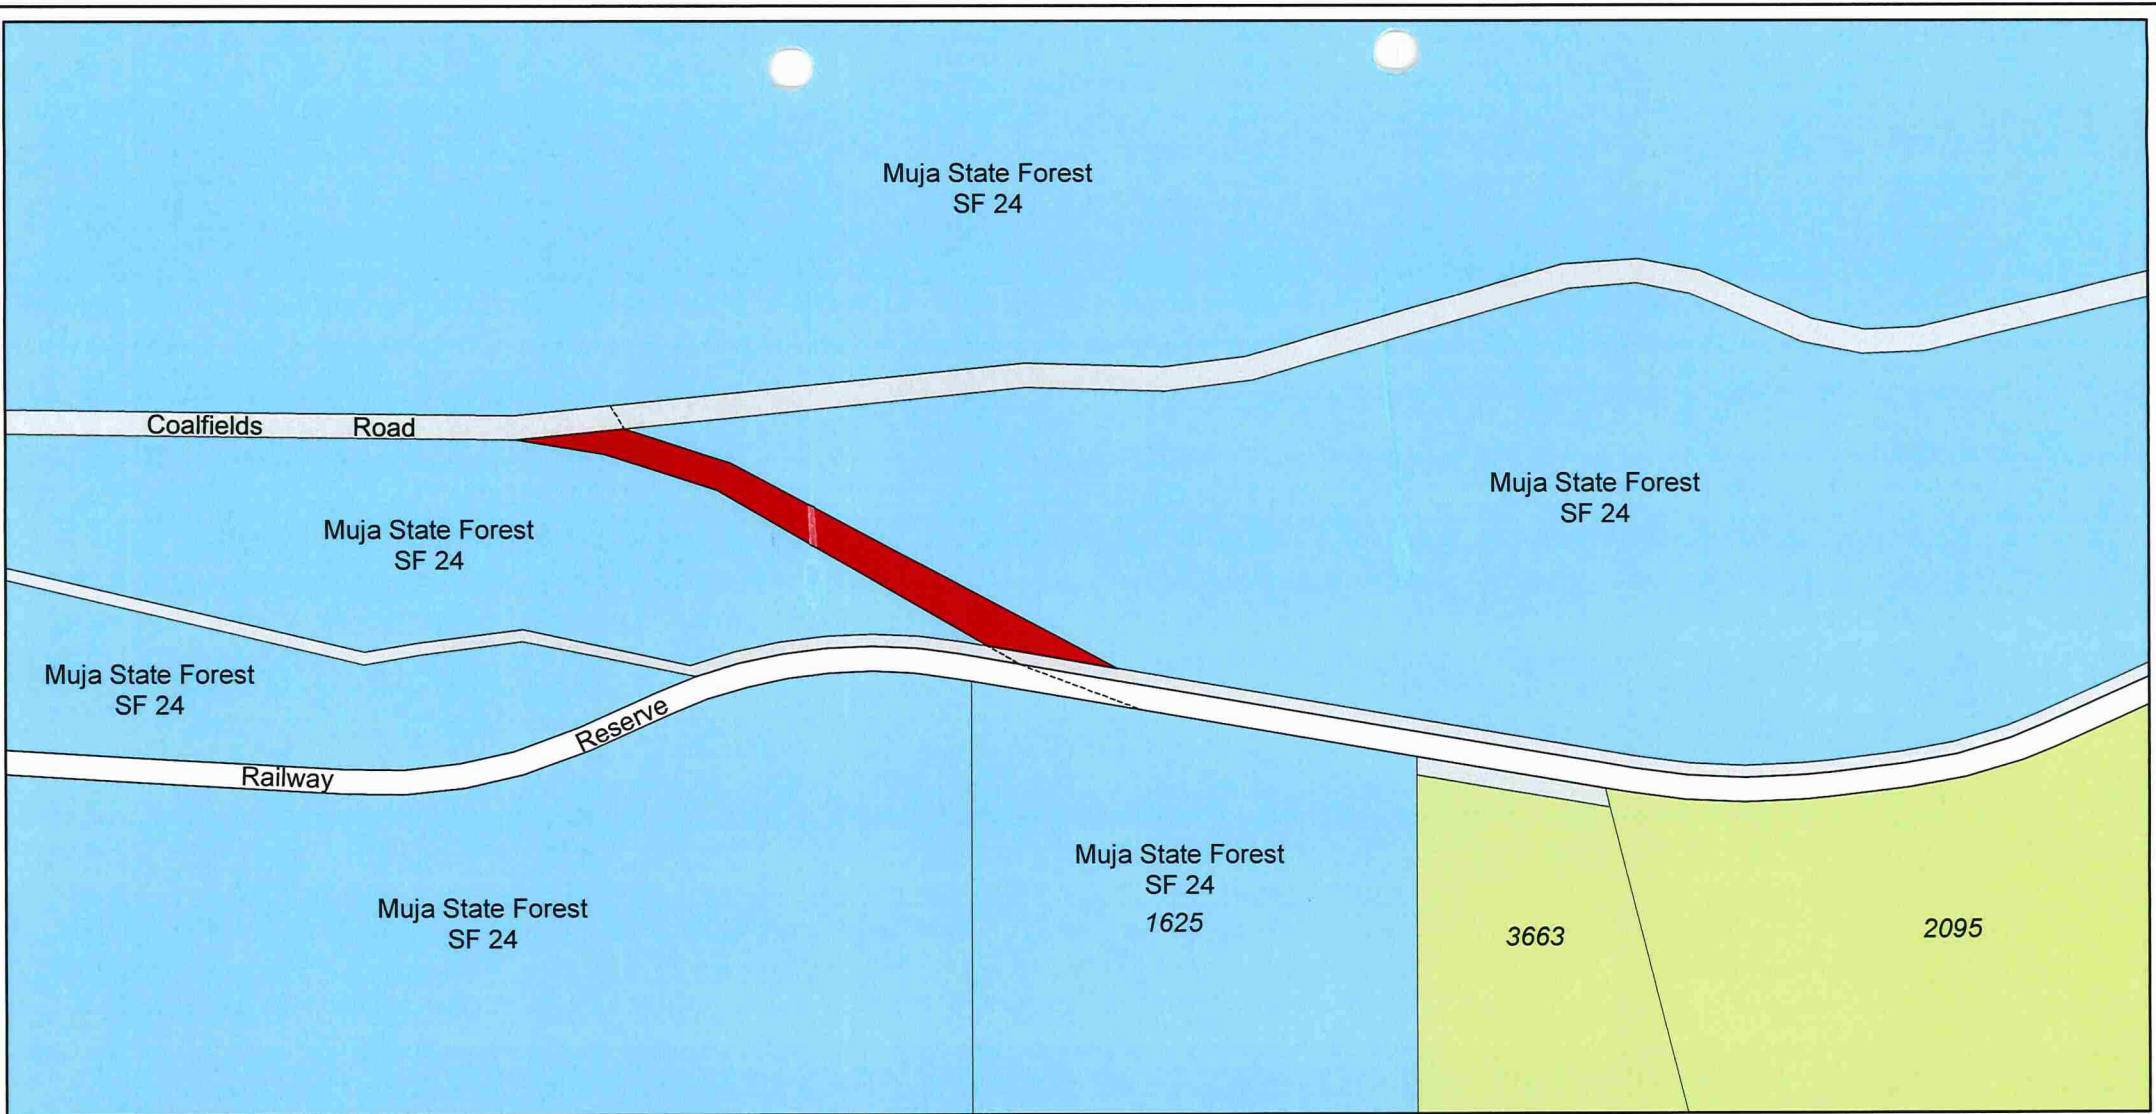 Muja State Forest
SF 24
Coalfields Road
Muja State Forest
SF 24
Muja State Forest
SF 24
Muja State Forest
SF 24
Railway Reserve
Muja State Forest
SF 24
1625
Muja State Forest
SF 24
3663
2095